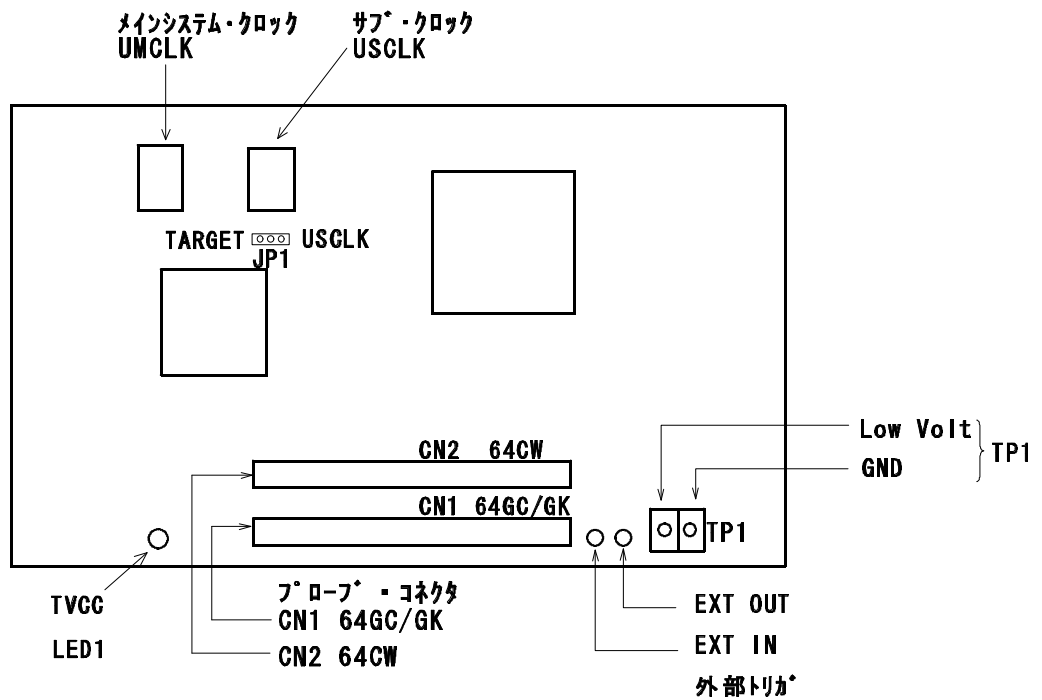 メインシステム・クロック
UMCLK
サブ・クロック
USCLK
TARGET
USCLK
JP1
Low Volt
GND
TP1
CN2 64CW
CN1 64GC/GK
TP1
TVCC
LED1
プローブ・コネクタ
CN1 64GC/GK
CN2 64CW
EXT OUT
EXT IN
外部トリガ